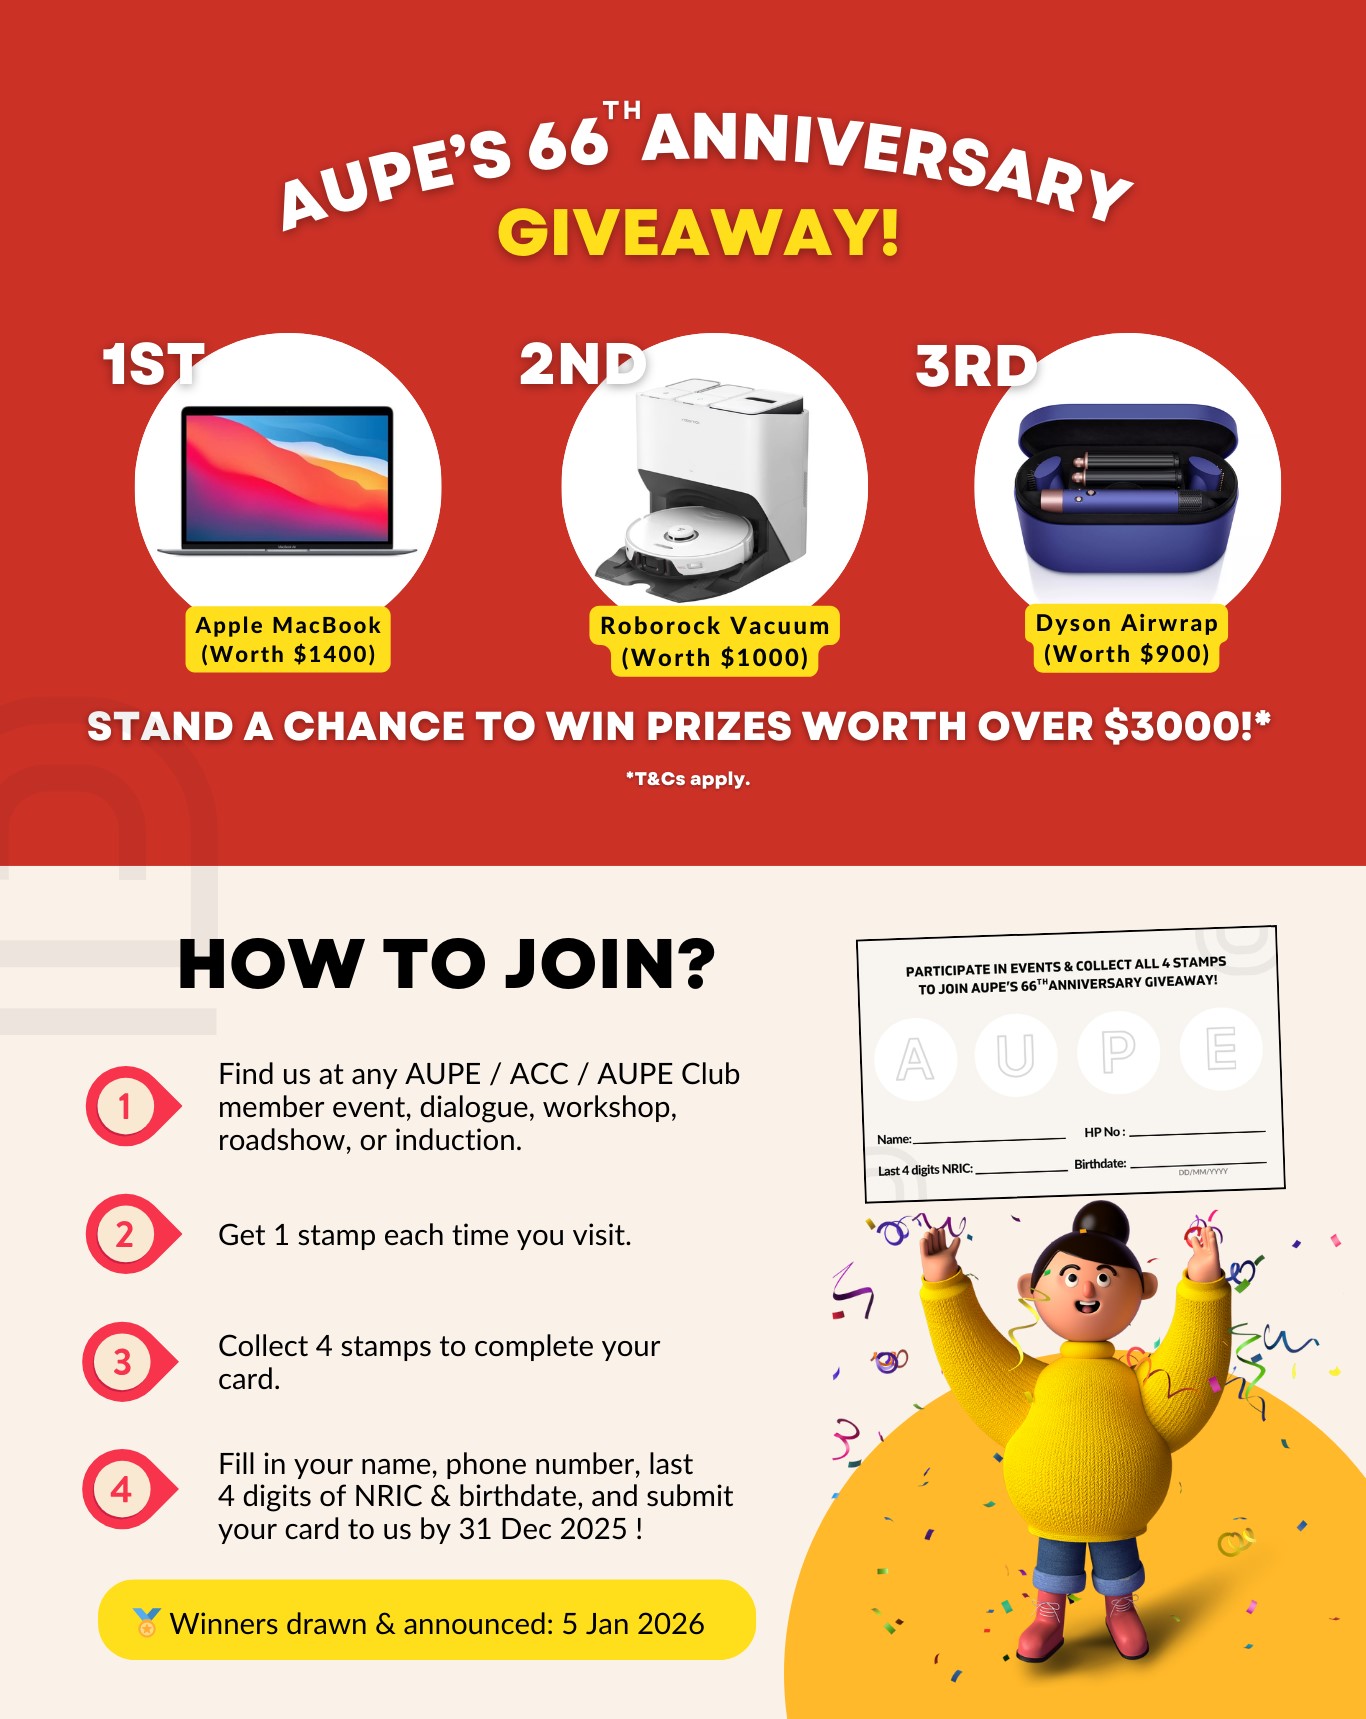 AUPE'S 66TH ANNIVERSARY
GIVEAWAY!
1ST
2ND
3RD
Apple MacBook
(Worth $1400)
Roborock Vacuum
(Worth $1000)
Dyson Airwrap
(Worth $900)
STAND A CHANCE TO WIN PRIZES WORTH OVER $3000!*
*T&Cs apply.
HOW TO JOIN?
1
Find us at any AUPE / ACC / AUPE Club
member event, dialogue, workshop,
roadshow, or induction.
2
Get 1 stamp each time you visit.
3
Collect 4 stamps to complete your
card.
4
Fill in your name, phone number, last
4 digits of NRIC & birthdate, and submit
your card to us by 31 Dec 2025 !
🏅 Winners drawn & announced: 5 Jan 2026
PARTICIPATE IN EVENTS & COLLECT ALL 4 STAMPS
TO JOIN AUPE'S 66TH ANNIVERSARY GIVEAWAY!
A U P E
Name: HP No :
Last 4 digits NRIC: Birthdate:
DD/MM/YYYY